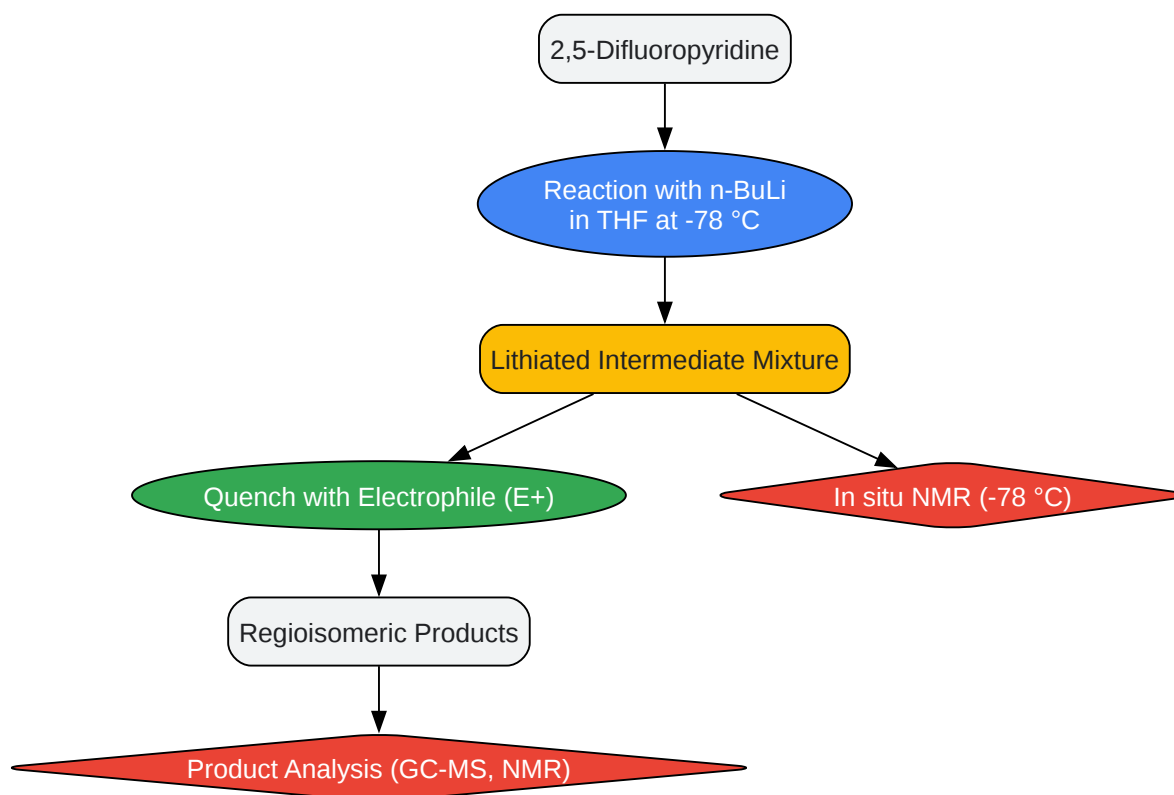 2,5-Difluoropyridine
Reaction with n-BuLi
in THF at -78 °C
Lithiated Intermediate Mixture
Quench with Electrophile (E+)
In situ NMR (-78 °C)
Regioisomeric Products
Product Analysis (GC-MS, NMR)